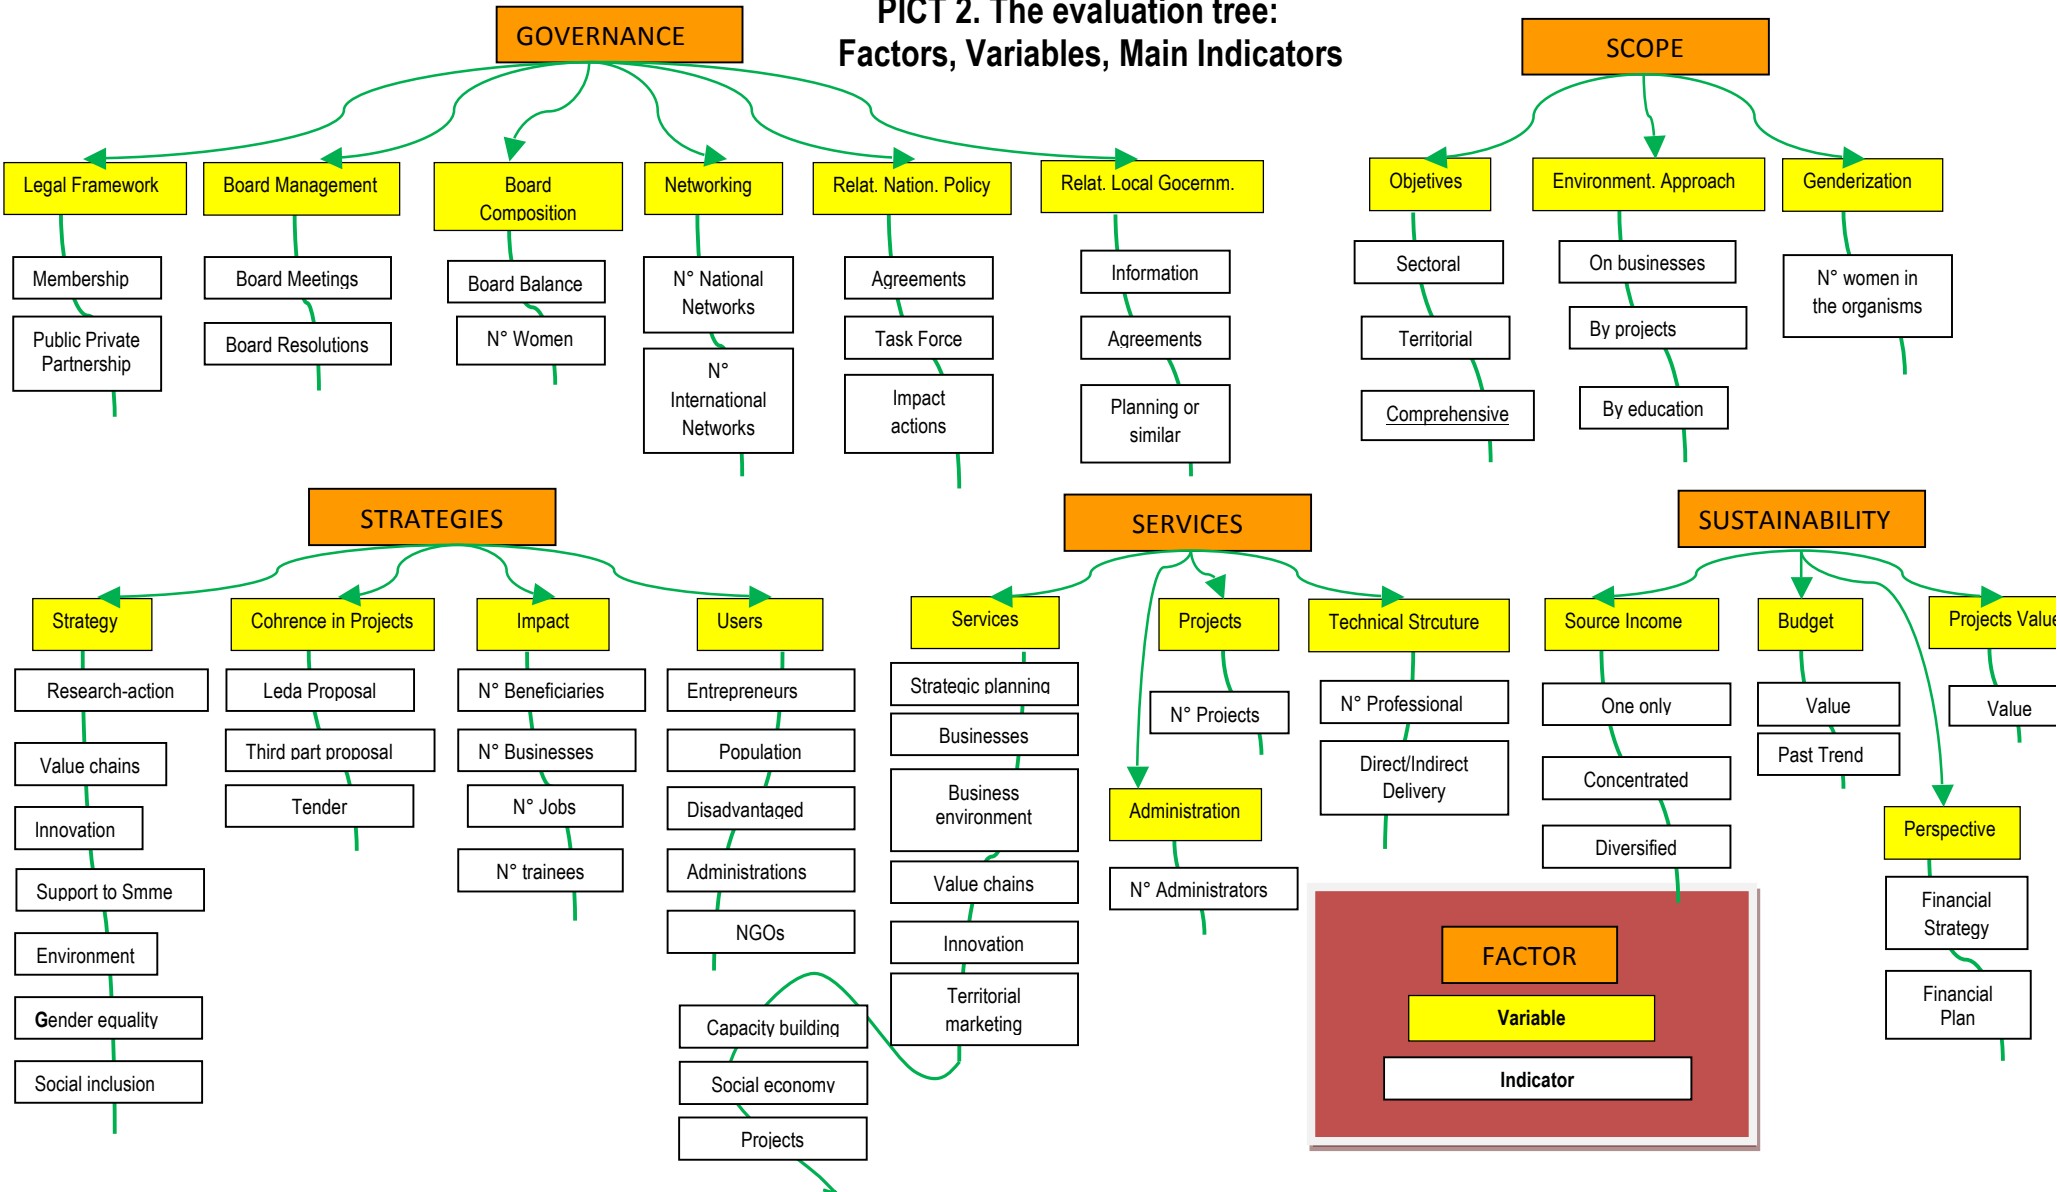 PICT 2. The evaluation tree:
Factors, Variables, Main Indicators
GOVERNANCE
Legal Framework
Membership
Public Private
Partnership
Board Management
Board Meetings
Board Resolutions
Board
Composition
Board Balance
N° Women
Networking
N° National
Networks
N°
International
Networks
Relat. Nation. Policy
Agreements
Task Force
Impact
actions
Relat. Local Gocernm.
Information
Agreements
Planning or
similar
SCOPE
Objetives
Sectoral
Territorial
Comprehensive
Environment. Approach
On businesses
By projects
By education
Genderization
N° women in
the organisms
STRATEGIES
Strategy
Research-action
Value chains
Innovation
Support to Smme
Environment
Gender equality
Social inclusion
Cohrence in Projects
Leda Proposal
Third part proposal
Tender
Impact
N° Beneficiaries
N° Businesses
N° Jobs
N° trainees
Users
Entrepreneurs
Population
Disadvantaged
Administrations
NGOs
SERVICES
Services
Strategic planning
Businesses
Business
environment
Value chains
Innovation
Territorial
marketing
Capacity building
Social economy
Projects
Administration
N° Administrators
Projects
N° Projects
Technical Strcuture
N° Professional
Direct/Indirect
Delivery
SUSTAINABILITY
Source Income
One only
Concentrated
Diversified
Budget
Value
Past Trend
Perspective
Financial
Strategy
Financial
Plan
Projects Value
Value
FACTOR
Variable
Indicator